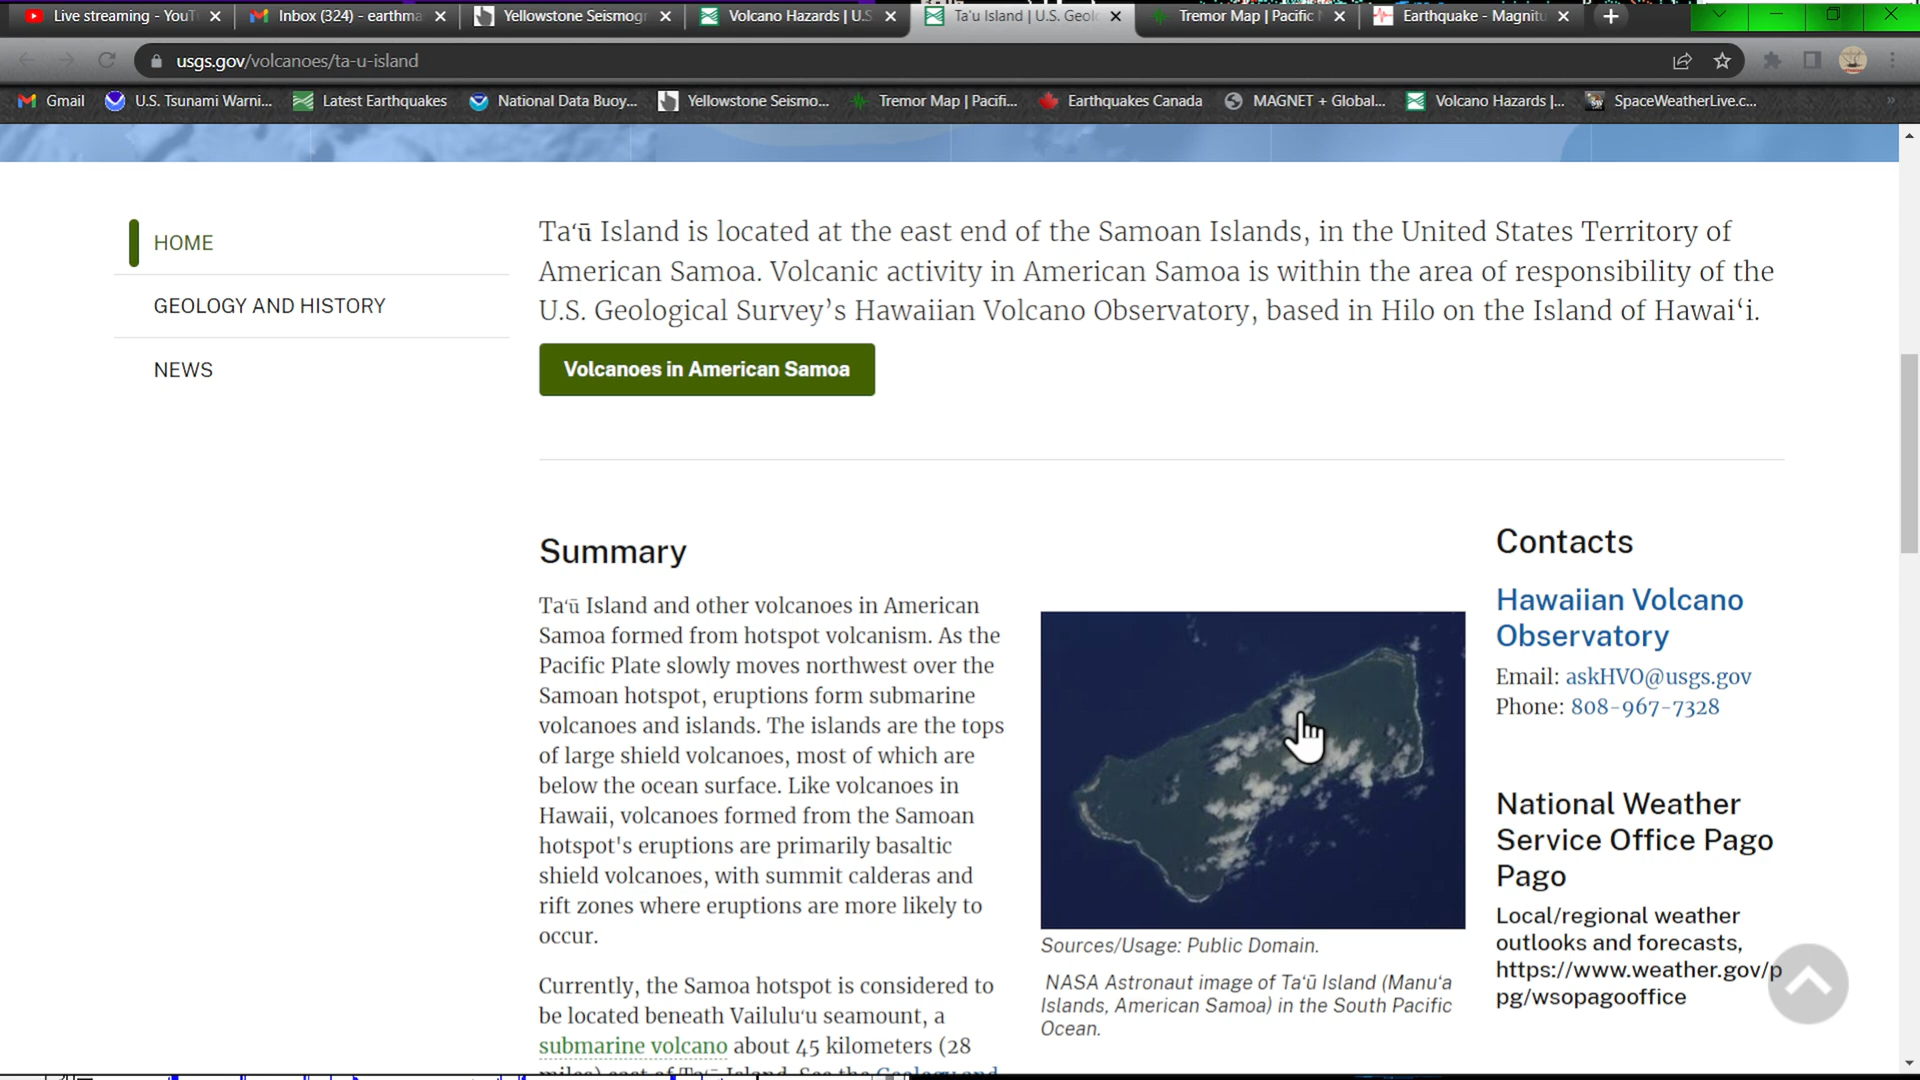 Live streaming - YouT
Inbox (324) - earthma
Yellowstone Seismogr
Volcano Hazards | U.S
Ta'u Island | U.S. Geol
Tremor Map | Pacific
Earthquake - Magnitu
usgs.gov/volcanoes/ta-u-island
Gmail
U.S. Tsunami Warni...
Latest Earthquakes
National Data Buoy...
Yellowstone Seismo...
Tremor Map | Pacifi...
Earthquakes Canada
MAGNET + Global...
Volcano Hazards |...
SpaceWeatherLive.c...
HOME
GEOLOGY AND HISTORY
NEWS
Taʻū Island is located at the east end of the Samoan Islands, in the United States Territory of
American Samoa. Volcanic activity in American Samoa is within the area of responsibility of the
U.S. Geological Survey’s Hawaiian Volcano Observatory, based in Hilo on the Island of Hawaiʻi.
Volcanoes in American Samoa
Summary
Taʻū Island and other volcanoes in American
Samoa formed from hotspot volcanism. As the
Pacific Plate slowly moves northwest over the
Samoan hotspot, eruptions form submarine
volcanoes and islands. The islands are the tops
of large shield volcanoes, most of which are
below the ocean surface. Like volcanoes in
Hawaii, volcanoes formed from the Samoan
hotspot's eruptions are primarily basaltic
shield volcanoes, with summit calderas and
rift zones where eruptions are more likely to
occur.
Currently, the Samoa hotspot is considered to
be located beneath Vailuluʻu seamount, a
submarine volcano about 45 kilometers (28
miles) east of Taʻū Island. See the Geology and
Sources/Usage: Public Domain.
NASA Astronaut image of Taʻū Island (Manuʻa
Islands, American Samoa) in the South Pacific
Ocean.
Contacts
Hawaiian Volcano
Observatory
Email: askHVO@usgs.gov
Phone: 808-967-7328
National Weather
Service Office Pago
Pago
Local/regional weather
outlooks and forecasts,
https://www.weather.gov/p
pg/wsopagooffice